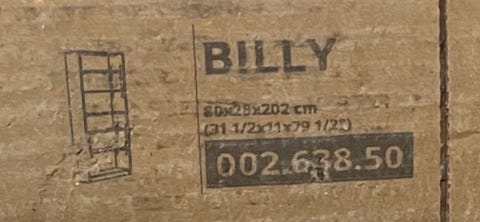 BILLY
80x28x202 cm
(31 1/2x11x79 1/2")
002.638.50